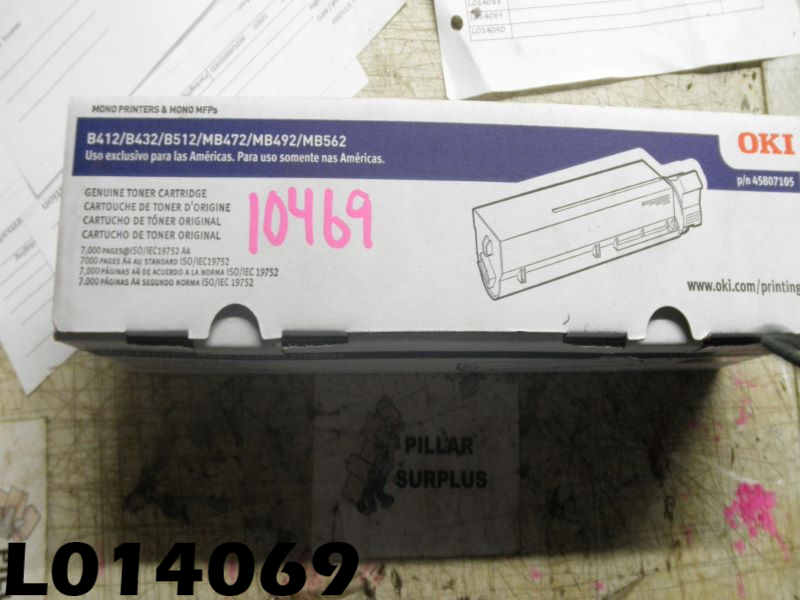 L014088
L014089
L014090
MONO PRINTERS & MONO MFPs
B412/B432/B512/MB472/MB492/MB562
Uso exclusivo para las Américas. Para uso somente nas Américas.
OKI
p/n 45807105
GENUINE TONER CARTRIDGE
CARTOUCHE DE TONER D'ORIGINE
CARTUCHO DE TÓNER ORIGINAL
CARTUCHO DE TONER ORIGINAL
10469
7,000 PAGES@ISO/IEC19752 A4
7000 PAGES A4 AU STANDARD ISO/IEC19752
7,000 PÁGINAS A4 DE ACUERDO A LA NORMA ISO/IEC 19752
7,000 PÁGINAS A4 SEGUNDO NORMA ISO/IEC 19752
www.oki.com/printing
PILLAR
SURPLUS
L014069